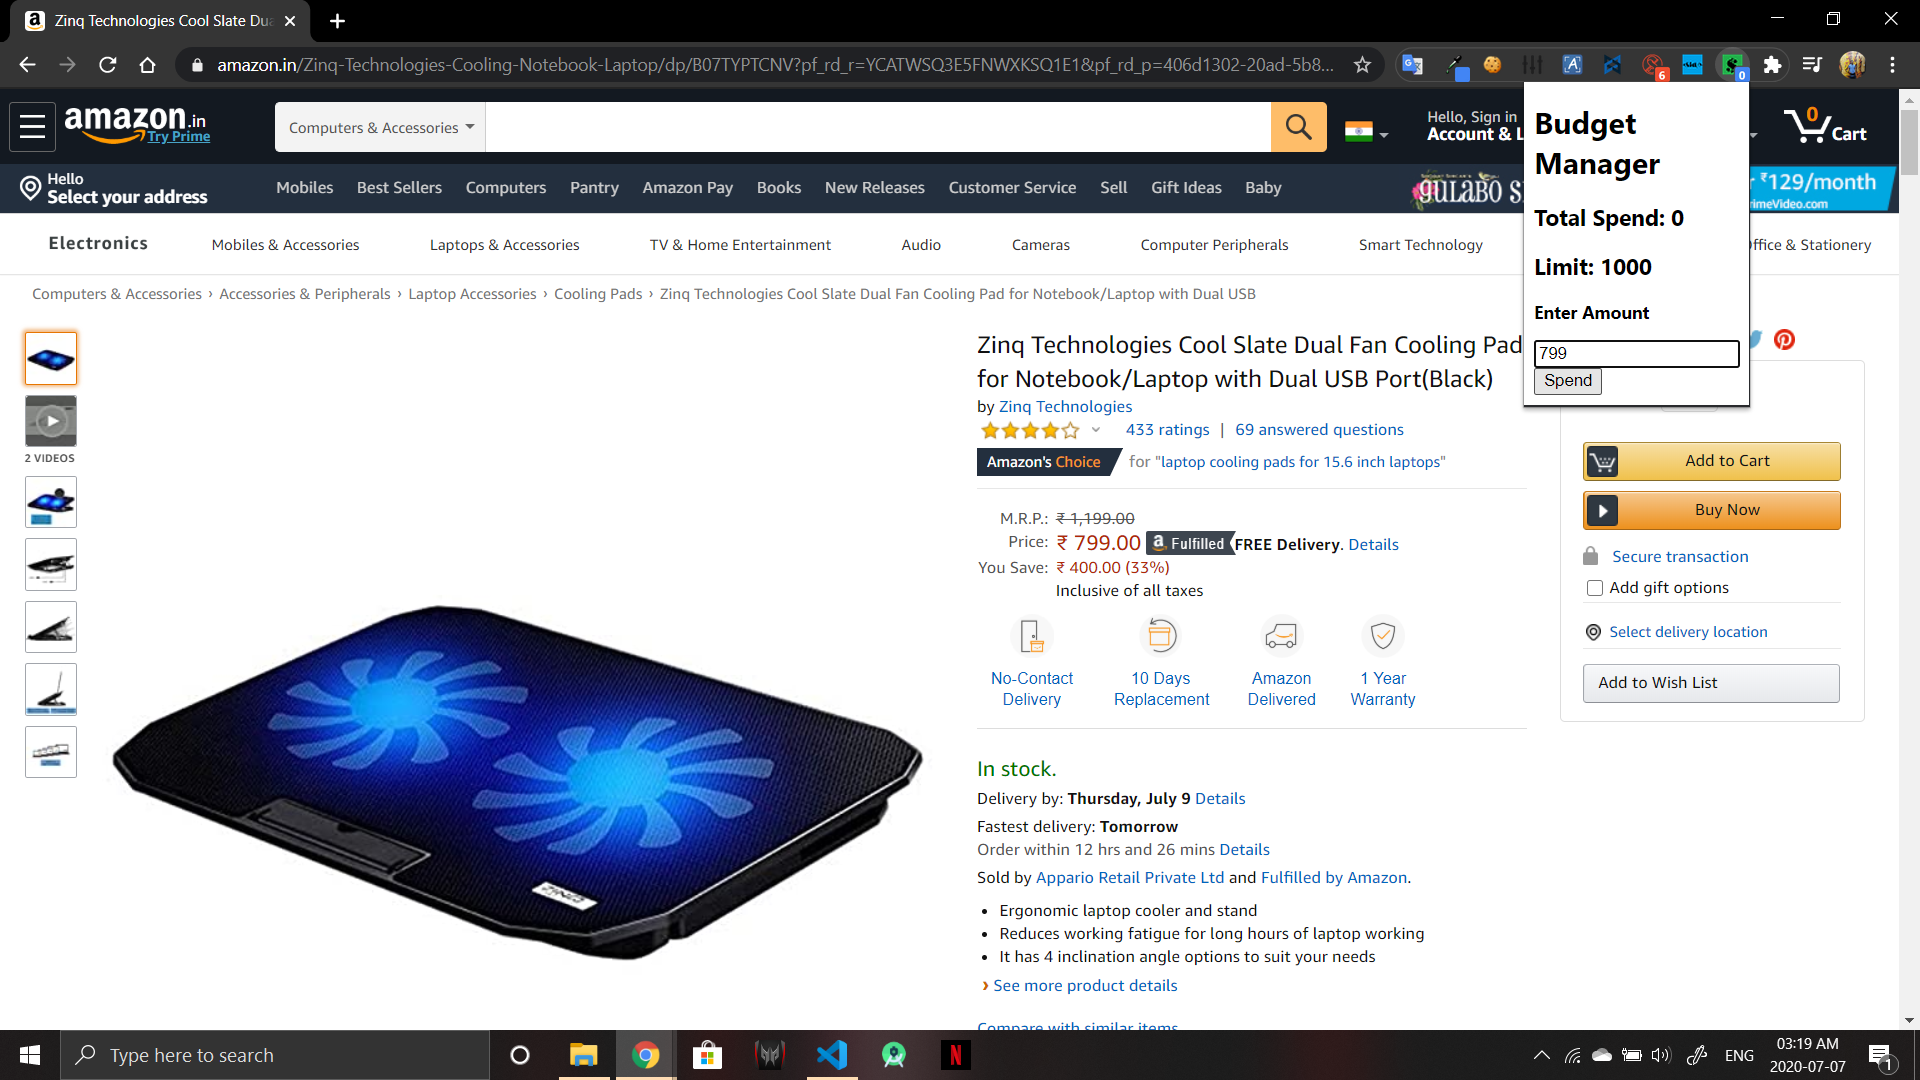 Zinq Technologies Cool Slate Dua
amazon.in/Zinq-Technologies-Cooling-Notebook-Laptop/dp/B07TYPTCNV?pf_rd_r=YCATWSQ3E5FNWXKSQ1E1&pf_rd_p=406d1302-20ad-5b8...
6
0
amazon.in
Try Prime
Computers & Accessories
Hello, Sign in
Account & L
0
Cart
Hello
Select your address
Mobiles Best Sellers Computers Pantry Amazon Pay Books New Releases Customer Service Sell Gift Ideas Baby
GULABO S
₹129/month
rimeVideo.com
Electronics Mobiles & Accessories Laptops & Accessories TV & Home Entertainment Audio Cameras Computer Peripherals Smart Technology ffice & Stationery
Budget
Manager
Total Spend: 0
Limit: 1000
Enter Amount
799
Spend
Computers & Accessories › Accessories & Peripherals › Laptop Accessories › Cooling Pads › Zinq Technologies Cool Slate Dual Fan Cooling Pad for Notebook/Laptop with Dual USB
2 VIDEOS
Zinq Technologies Cool Slate Dual Fan Cooling Pad
for Notebook/Laptop with Dual USB Port(Black)
by Zinq Technologies
433 ratings | 69 answered questions
Amazon's Choice for "laptop cooling pads for 15.6 inch laptops"
M.R.P.: ₹ 1,199.00
Price: ₹ 799.00 Fulfilled FREE Delivery. Details
You Save: ₹ 400.00 (33%)
Inclusive of all taxes
No-Contact
Delivery
10 Days
Replacement
Amazon
Delivered
1 Year
Warranty
In stock.
Delivery by: Thursday, July 9 Details
Fastest delivery: Tomorrow
Order within 12 hrs and 26 mins Details
Sold by Appario Retail Private Ltd and Fulfilled by Amazon.
• Ergonomic laptop cooler and stand
• Reduces working fatigue for long hours of laptop working
• It has 4 inclination angle options to suit your needs
› See more product details
Compare with similar items
Add to Cart
Buy Now
Secure transaction
Add gift options
Select delivery location
Add to Wish List
ZINQ
Type here to search
ENG
03:19 AM
2020-07-07
1